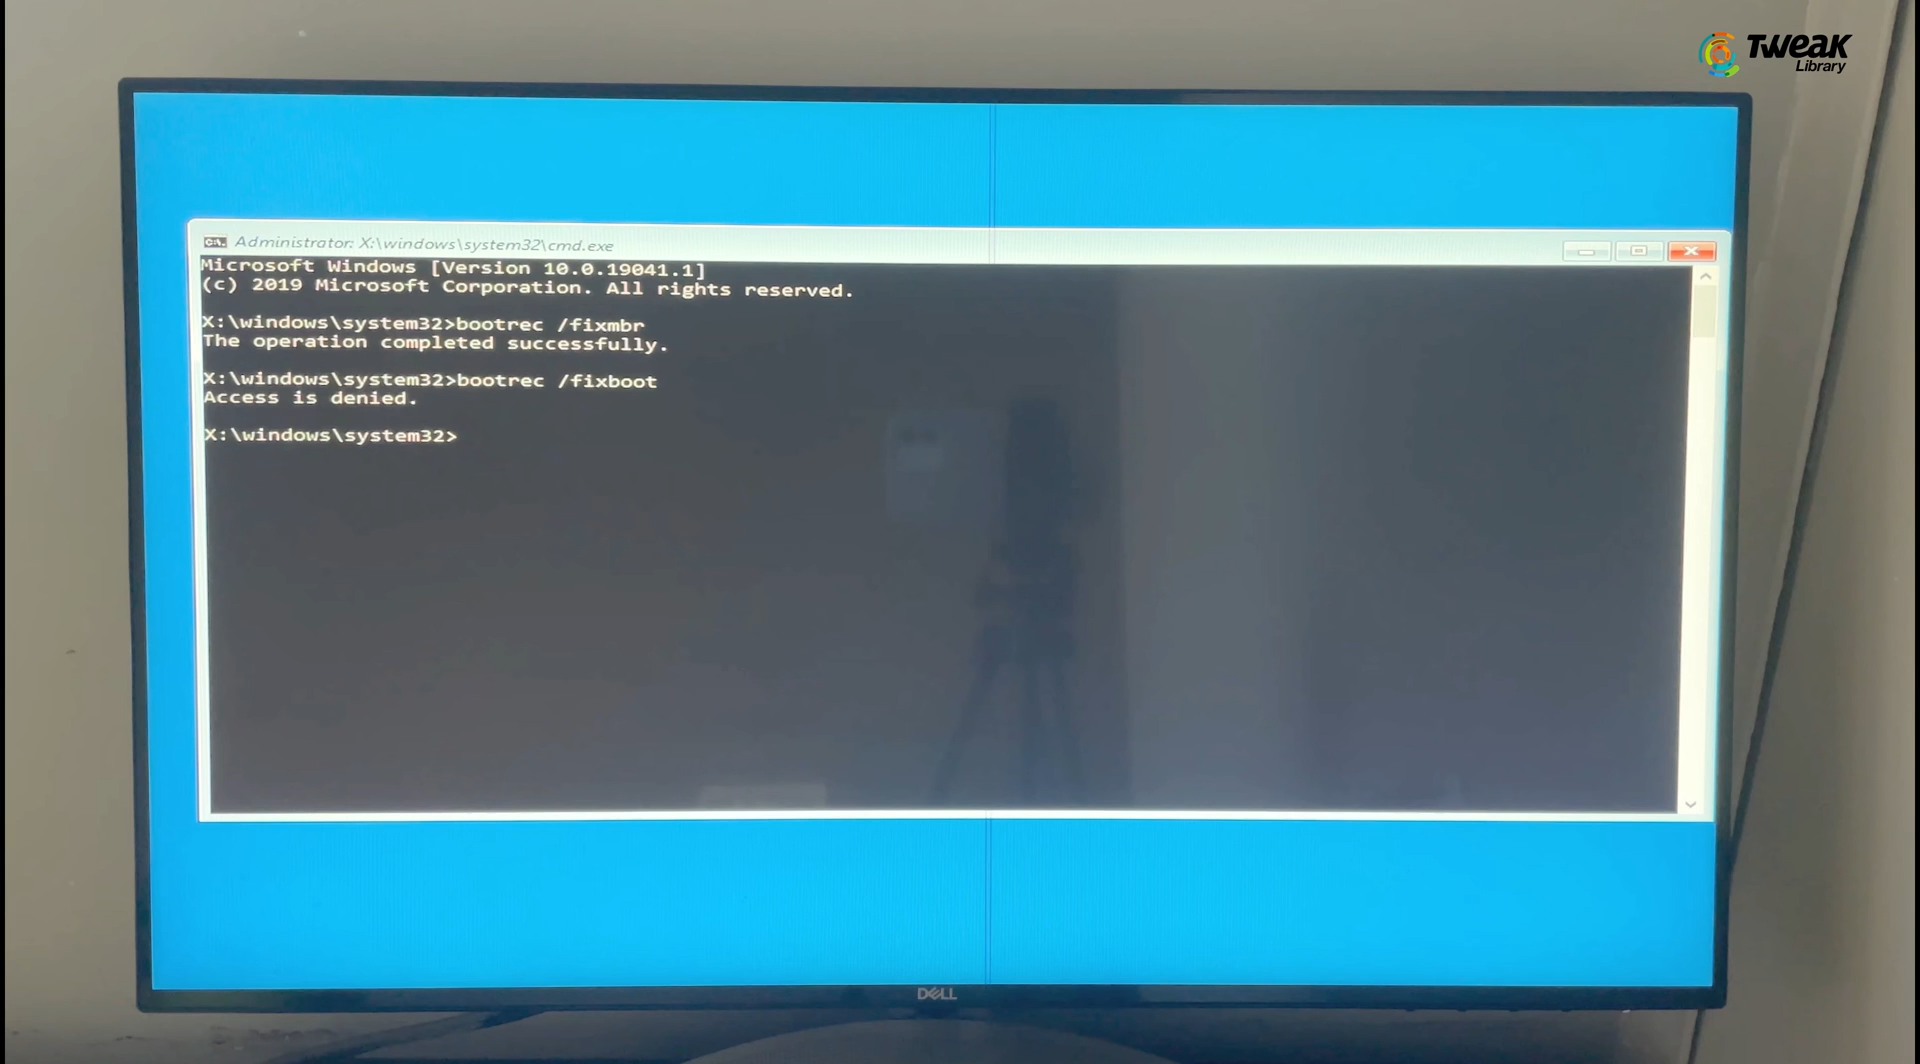 Tweak
Library
Administrator: X:\windows\system32\cmd.exe
Microsoft Windows [Version 10.0.19041.1]
(c) 2019 Microsoft Corporation. All rights reserved.
X:\windows\system32>bootrec /fixmbr
The operation completed successfully.
X:\windows\system32>bootrec /fixboot
Access is denied.
X:\windows\system32>
DELL